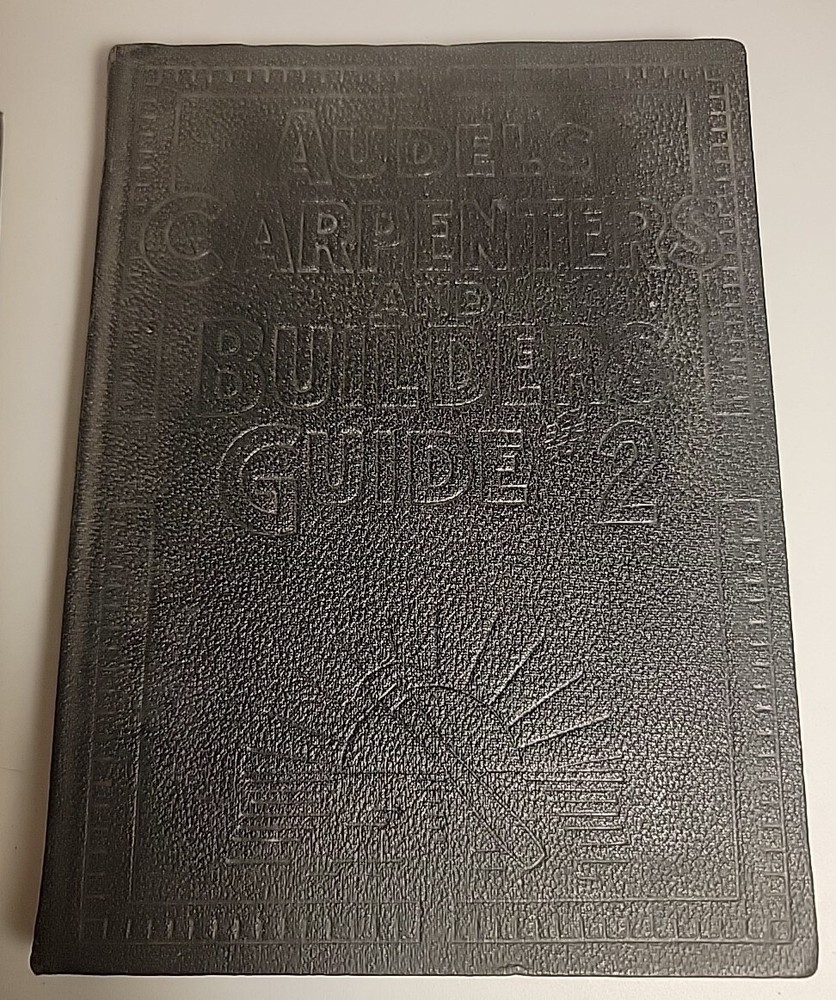 AUDELS
CARPENTERS
AND
BUILDERS
GUIDE 2